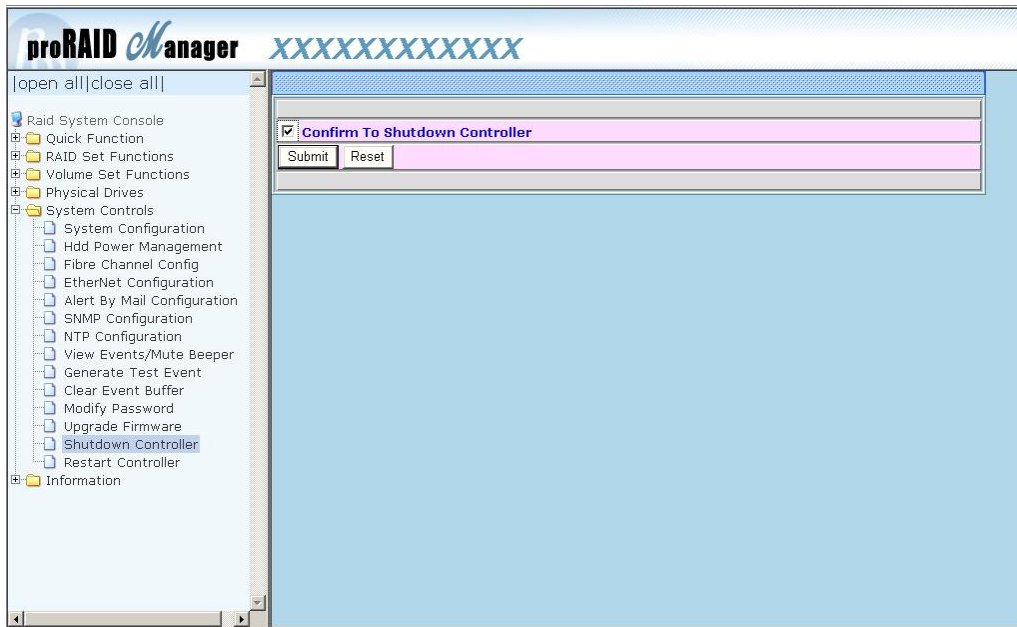 proRAID Manager XXXXXXXXXXXX
|open all|close all|
Raid System Console
Quick Function
RAID Set Functions
Volume Set Functions
Physical Drives
System Controls
System Configuration
Hdd Power Management
Fibre Channel Config
EtherNet Configuration
Alert By Mail Configuration
SNMP Configuration
NTP Configuration
View Events/Mute Beeper
Generate Test Event
Clear Event Buffer
Modify Password
Upgrade Firmware
Shutdown Controller
Restart Controller
Information
Confirm To Shutdown Controller
Submit Reset